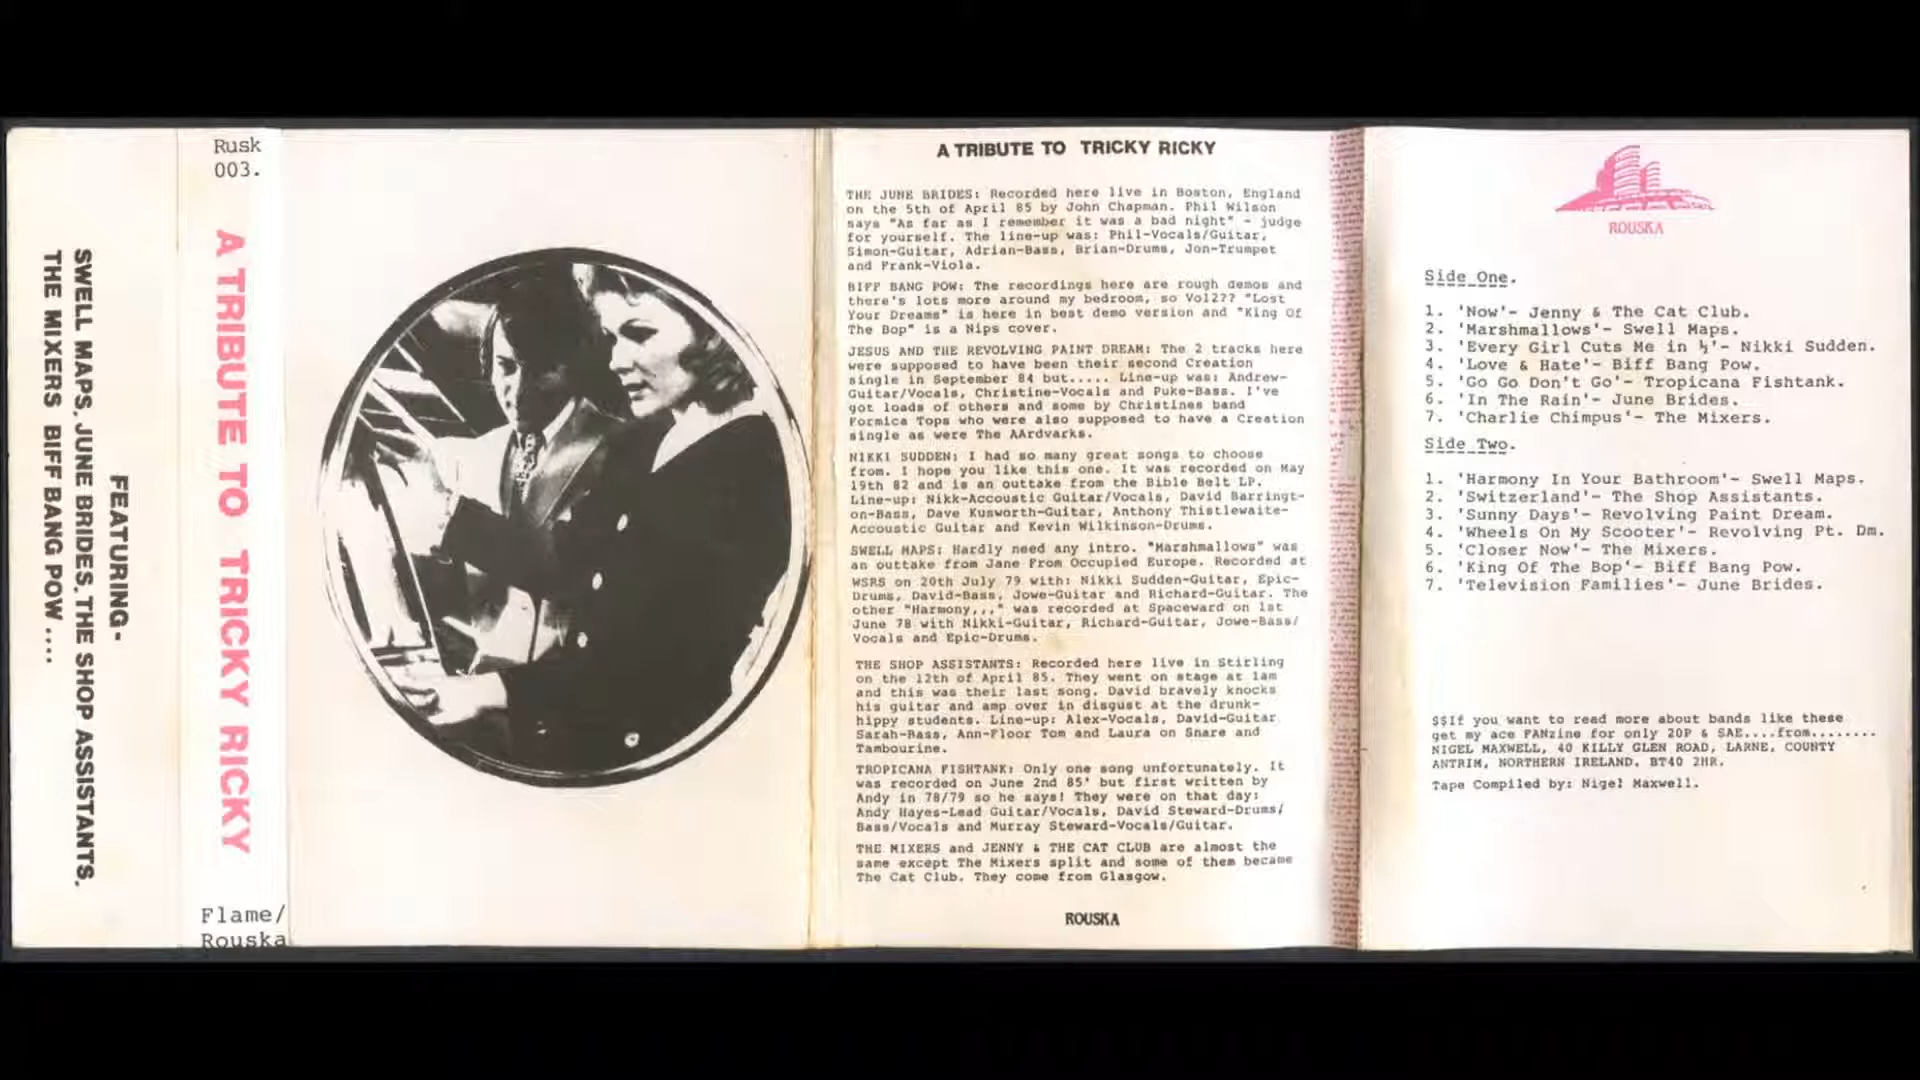 FEATURING-
SWELL MAPS, JUNE BRIDES, THE SHOP ASSISTANTS.
THE MIXERS BIFF BANG POW ....
Rusk
003.
A TRIBUTE TO TRICKY RICKY
Flame/
Rouska
A TRIBUTE TO TRICKY RICKY
THE JUNE BRIDES: Recorded here live in Boston, England
on the 5th of April 85 by John Chapman. Phil Wilson
says "As far as I remember it was a bad night" - judge
for yourself. The line-up was: Phil-Vocals/Guitar,
Simon-Guitar, Adrian-Bass, Brian-Drums, Jon-Trumpet
and Frank-Viola.
BIFF BANG POW: The recordings here are rough demos and
there's lots more around my bedroom, so Vol2?? "Lost
Your Dreams" is here in best demo version and "King Of
The Bop" is a Nips cover.
JESUS AND THE REVOLVING PAINT DREAM: The 2 tracks here
were supposed to have been their second Creation
single in September 84 but..... Line-up was: Andrew-
Guitar/Vocals, Christine-Vocals and Puke-Bass. I've
got loads of others and some by Christines band
Formica Tops who were also supposed to have a Creation
single as were The AArdvarks.
NIKKI SUDDEN: I had so many great songs to choose
from. I hope you like this one. It was recorded on May
19th 82 and is an outtake from the Bible Belt LP.
Line-up: Nikk-Accoustic Guitar/Vocals, David Barringt-
on-Bass, Dave Kusworth-Guitar, Anthony Thistlewaite-
Accoustic Guitar and Kevin Wilkinson-Drums.
SWELL MAPS: Hardly need any intro. "Marshmallows" was
an outtake from Jane From Occupied Europe. Recorded at
WSRS on 20th July 79 with: Nikki Sudden-Guitar, Epic-
Drums, David-Bass, Jowe-Guitar and Richard-Guitar. The
other "Harmony,,," was recorded at Spaceward on 1st
June 78 with Nikki-Guitar, Richard-Guitar, Jowe-Bass/
Vocals and Epic-Drums.
THE SHOP ASSISTANTS: Recorded here live in Stirling
on the 12th of April 85. They went on stage at 1am
and this was their last song. David bravely knocks
his guitar and amp over in disgust at the drunk-
hippy students. Line-up: Alex-Vocals, David-Guitar
Sarah-Bass, Ann-Floor Tom and Laura on Snare and
Tambourine.
TROPICANA FISHTANK: Only one song unfortunately. It
was recorded on June 2nd 85' but first written by
Andy in 78/79 so he says! They were on that day:
Andy Hayes-Lead Guitar/Vocals, David Steward-Drums/
Bass/Vocals and Murray Steward-Vocals/Guitar.
THE MIXERS and JENNY & THE CAT CLUB are almost the
same except The Mixers split and some of them became
The Cat Club. They come from Glasgow.
ROUSKA
ROUSKA
Side One.
1. 'Now'- Jenny & The Cat Club.
2. 'Marshmallows'- Swell Maps.
3. 'Every Girl Cuts Me in ½'- Nikki Sudden.
4. 'Love & Hate'- Biff Bang Pow.
5. 'Go Go Don't Go'- Tropicana Fishtank.
6. 'In The Rain'- June Brides.
7. 'Charlie Chimpus'- The Mixers.
Side Two.
1. 'Harmony In Your Bathroom'- Swell Maps.
2. 'Switzerland'- The Shop Assistants.
3. 'Sunny Days'- Revolving Paint Dream.
4. 'Wheels On My Scooter'- Revolving Pt. Dm.
5. 'Closer Now'- The Mixers.
6. 'King Of The Bop'- Biff Bang Pow.
7. 'Television Families'- June Brides.
$$If you want to read more about bands like these
get my ace FANzine for only 20P & SAE....from........
NIGEL MAXWELL, 40 KILLY GLEN ROAD, LARNE, COUNTY
ANTRIM, NORTHERN IRELAND. BT40 2HR.
Tape Compiled by: Nigel Maxwell.